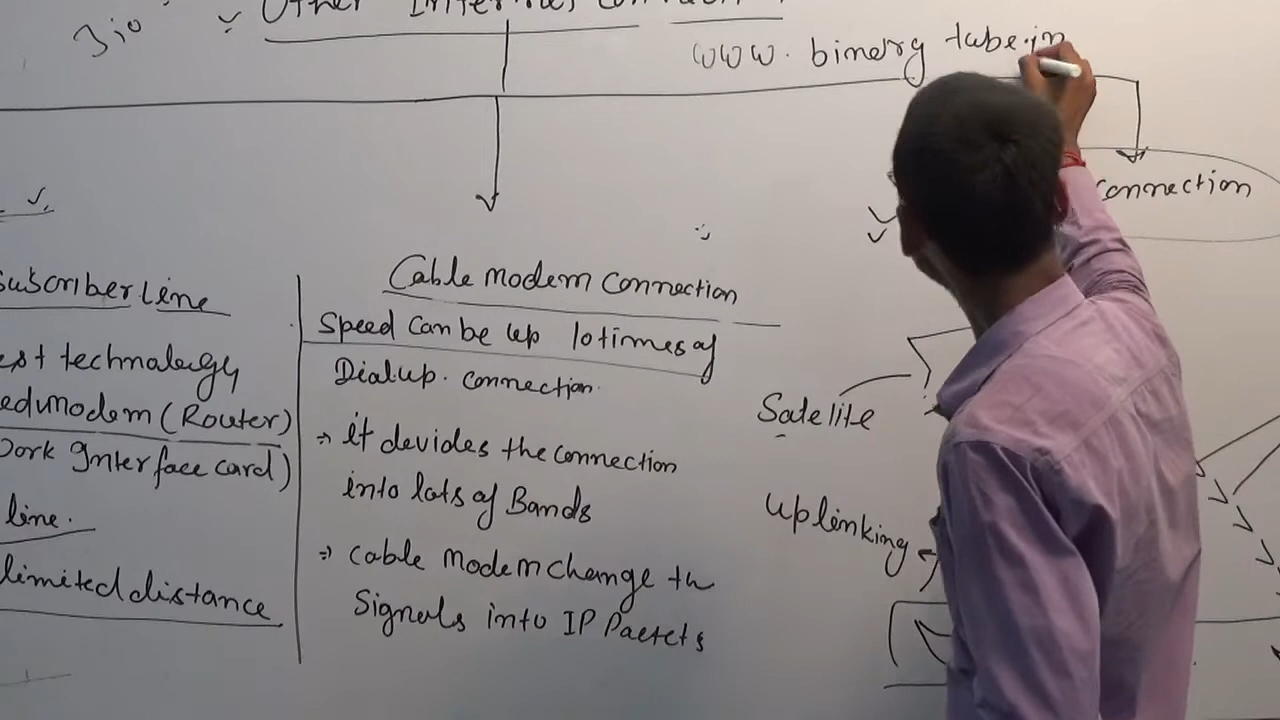 Jio
Other Internet Connection
www.binery tube.in
Connection
Subscriber Line
est technology
ed modem (Router)
work Interface card)
line.
limited distance
Cable modem Connection
Speed can be up 10 times of
Dialup. connection.
⇒ it devides the connection
into lots of Bands
⇒ cable modem change th
Signals into IP Packets
Satelite
uplinking